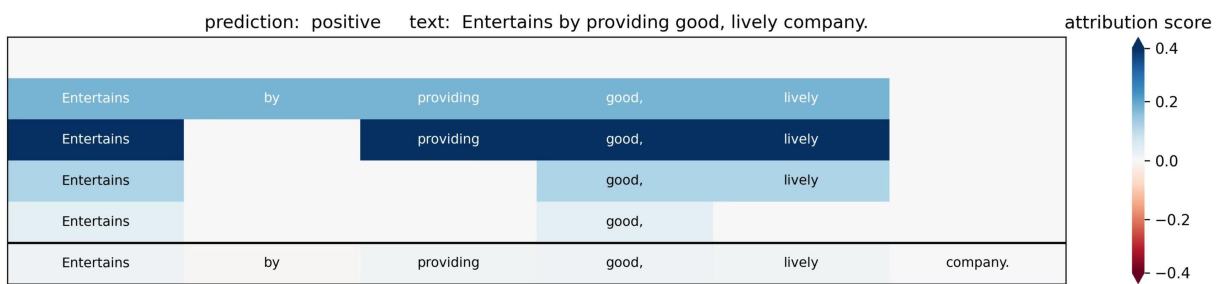 prediction: positive text: Entertains by providing good, lively company. attribution score
Entertains by providing good, lively
Entertains providing good, lively
Entertains good, lively
Entertains good,
Entertains by providing good, lively company.
0.4
0.2
0.0
−0.2
−0.4